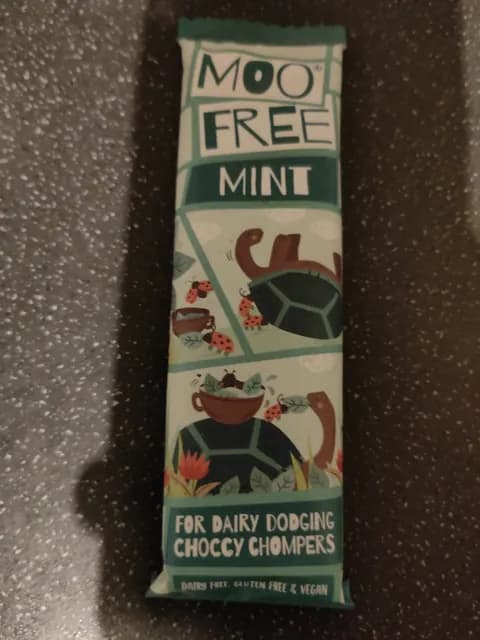 MOO®
FREE
MINT
FOR DAIRY DODGING
CHOCCY CHOMPERS
DAIRY FREE, GLUTEN FREE & VEGAN